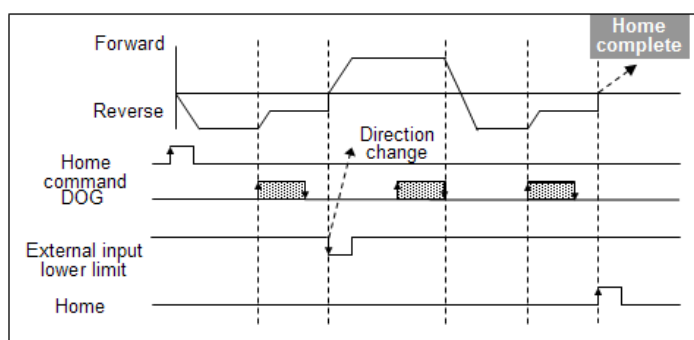 Home
complete
Forward
Reverse
Direction
change
Home
command
DOG
External input
lower limit
Home